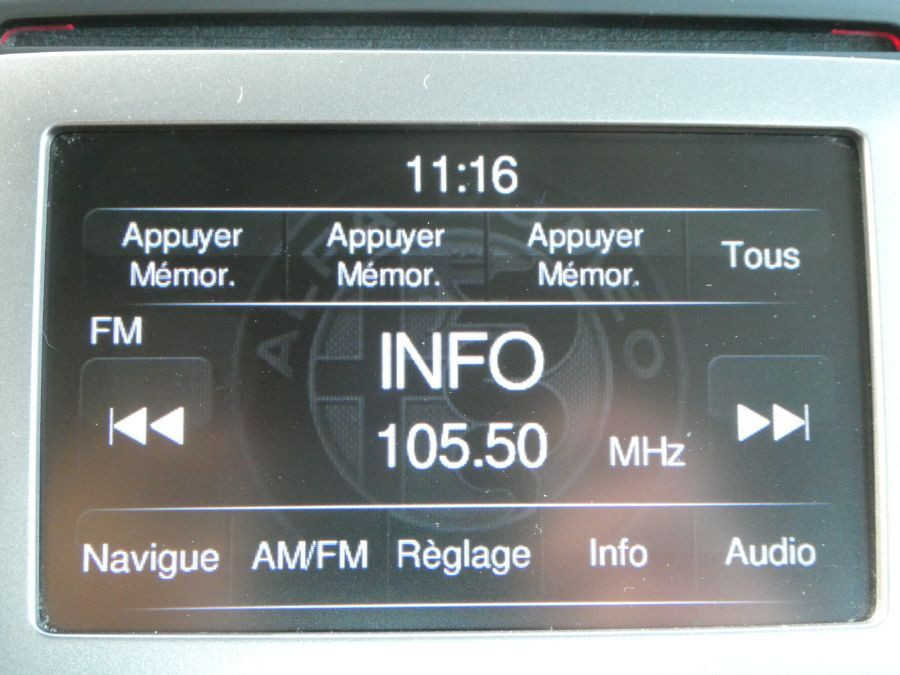 11:16
Appuyer Appuyer Appuyer Tous
Mémor. Mémor. Mémor.
FM
INFO
105.50 MHz
Navigue AM/FM Règlage Info Audio